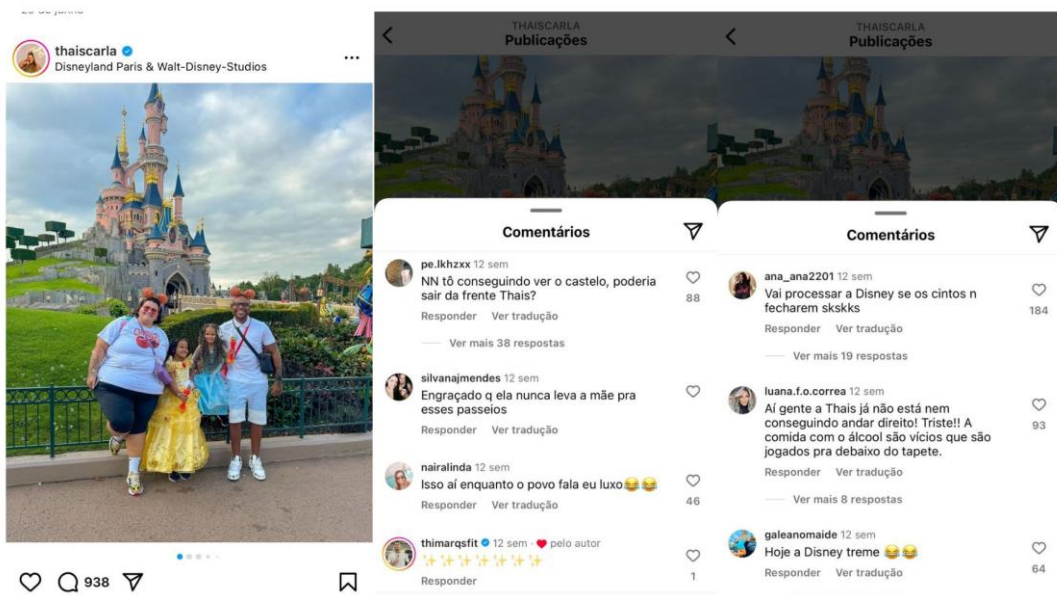 thaiscarla
Disneyland Paris & Walt-Disney-Studios
938
THAISCARLA
Publicações
Comentários
pe.lkhzxx 12 sem
NN tô conseguindo ver o castelo, poderia
sair da frente Thais?
88
Responder Ver tradução
Ver mais 38 respostas
silvanajmendes 12 sem
Engraçado q ela nunca leva a mãe pra
esses passeios
Responder Ver tradução
nairalinda 12 sem
Isso aí enquanto o povo fala eu luxo😂😂
46
Responder Ver tradução
thimarqsfit 12 sem · ❤️ pelo autor
✨✨✨✨✨✨✨
1
Responder
THAISCARLA
Publicações
Comentários
ana_ana2201 12 sem
Vai processar a Disney se os cintos n
fecharem skskks
184
Responder Ver tradução
Ver mais 19 respostas
luana.f.o.correa 12 sem
Aí gente a Thais já não está nem
conseguindo andar direito! Triste!! A
comida com o álcool são vícios que são
jogados pra debaixo do tapete.
93
Responder Ver tradução
Ver mais 8 respostas
galeanomaide 12 sem
Hoje a Disney treme 😂😂
64
Responder Ver tradução